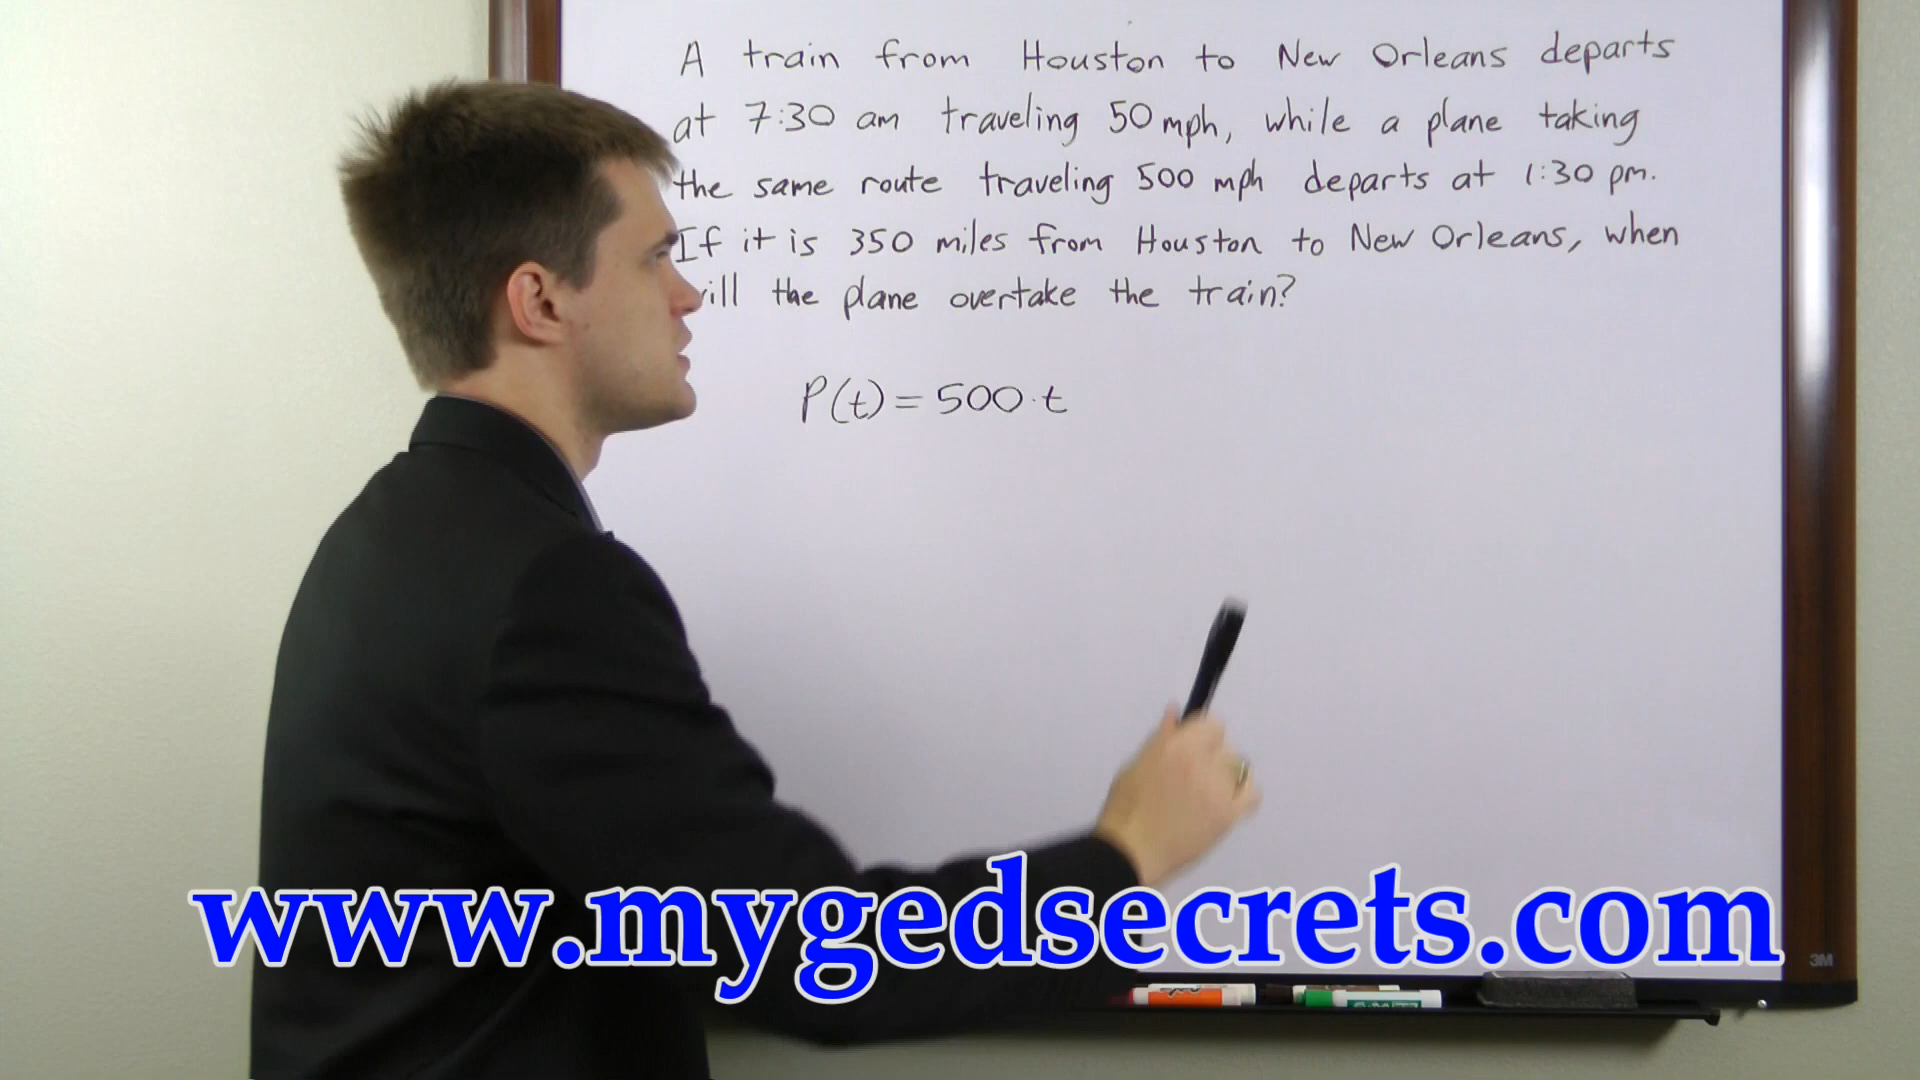 A train from Houston to New Orleans departs
at 7:30 am traveling 50 mph, while a plane taking
the same route traveling 500 mph departs at 1:30 pm.
If it is 350 miles from Houston to New Orleans, when
will the plane overtake the train?
P(t) = 500·t
www.mygedsecrets.com
3M